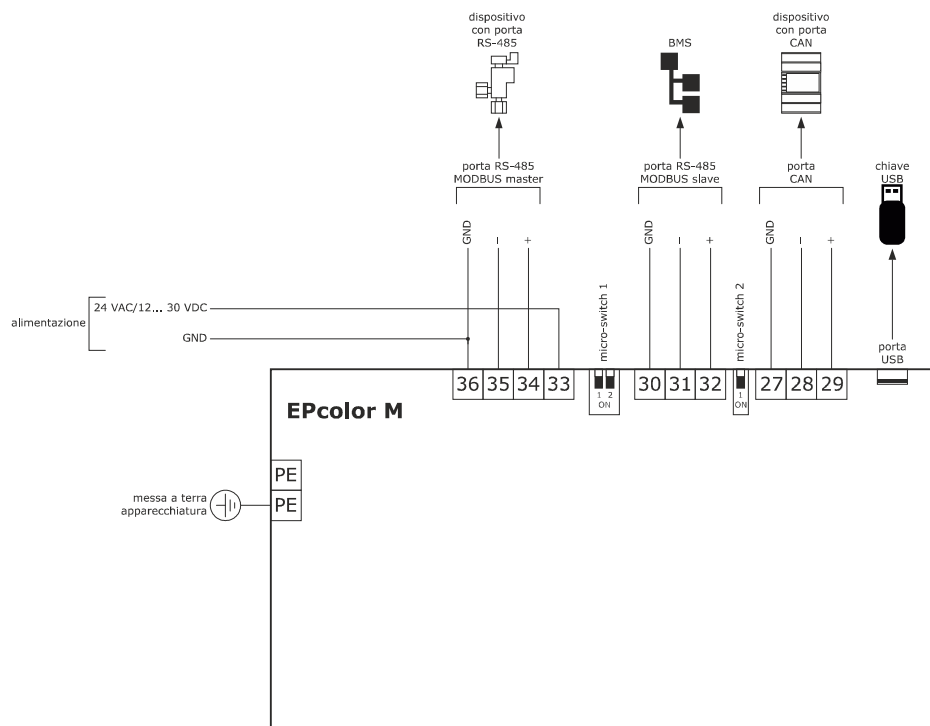 dispositivo
con porta
RS-485
BMS
dispositivo
con porta
CAN
porta RS-485
MODBUS master
porta RS-485
MODBUS slave
porta
CAN
chiave
USB
GND
–
+
GND
–
+
GND
–
+
alimentazione
24 VAC/12... 30 VDC
GND
micro-switch 1
micro-switch 2
porta
USB
36 35 34 33
1 2
ON
30 31 32
1
ON
27 28 29
EPcolor M
PE
messa a terra
apparecchiatura
PE